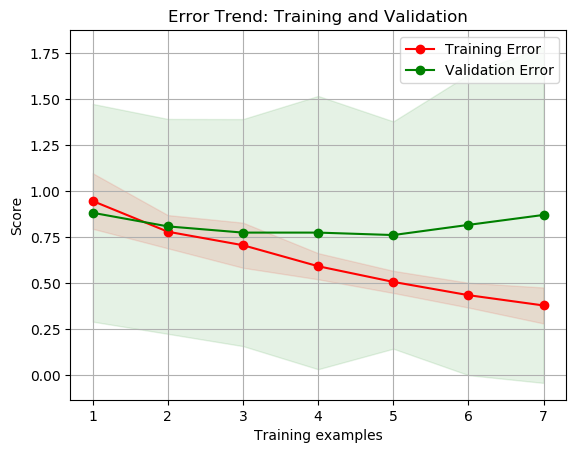 Error Trend: Training and Validation
Training Error
Validation Error
Score
1.75
1.50
1.25
1.00
0.75
0.50
0.25
0.00
1 2 3 4 5 6 7
Training examples